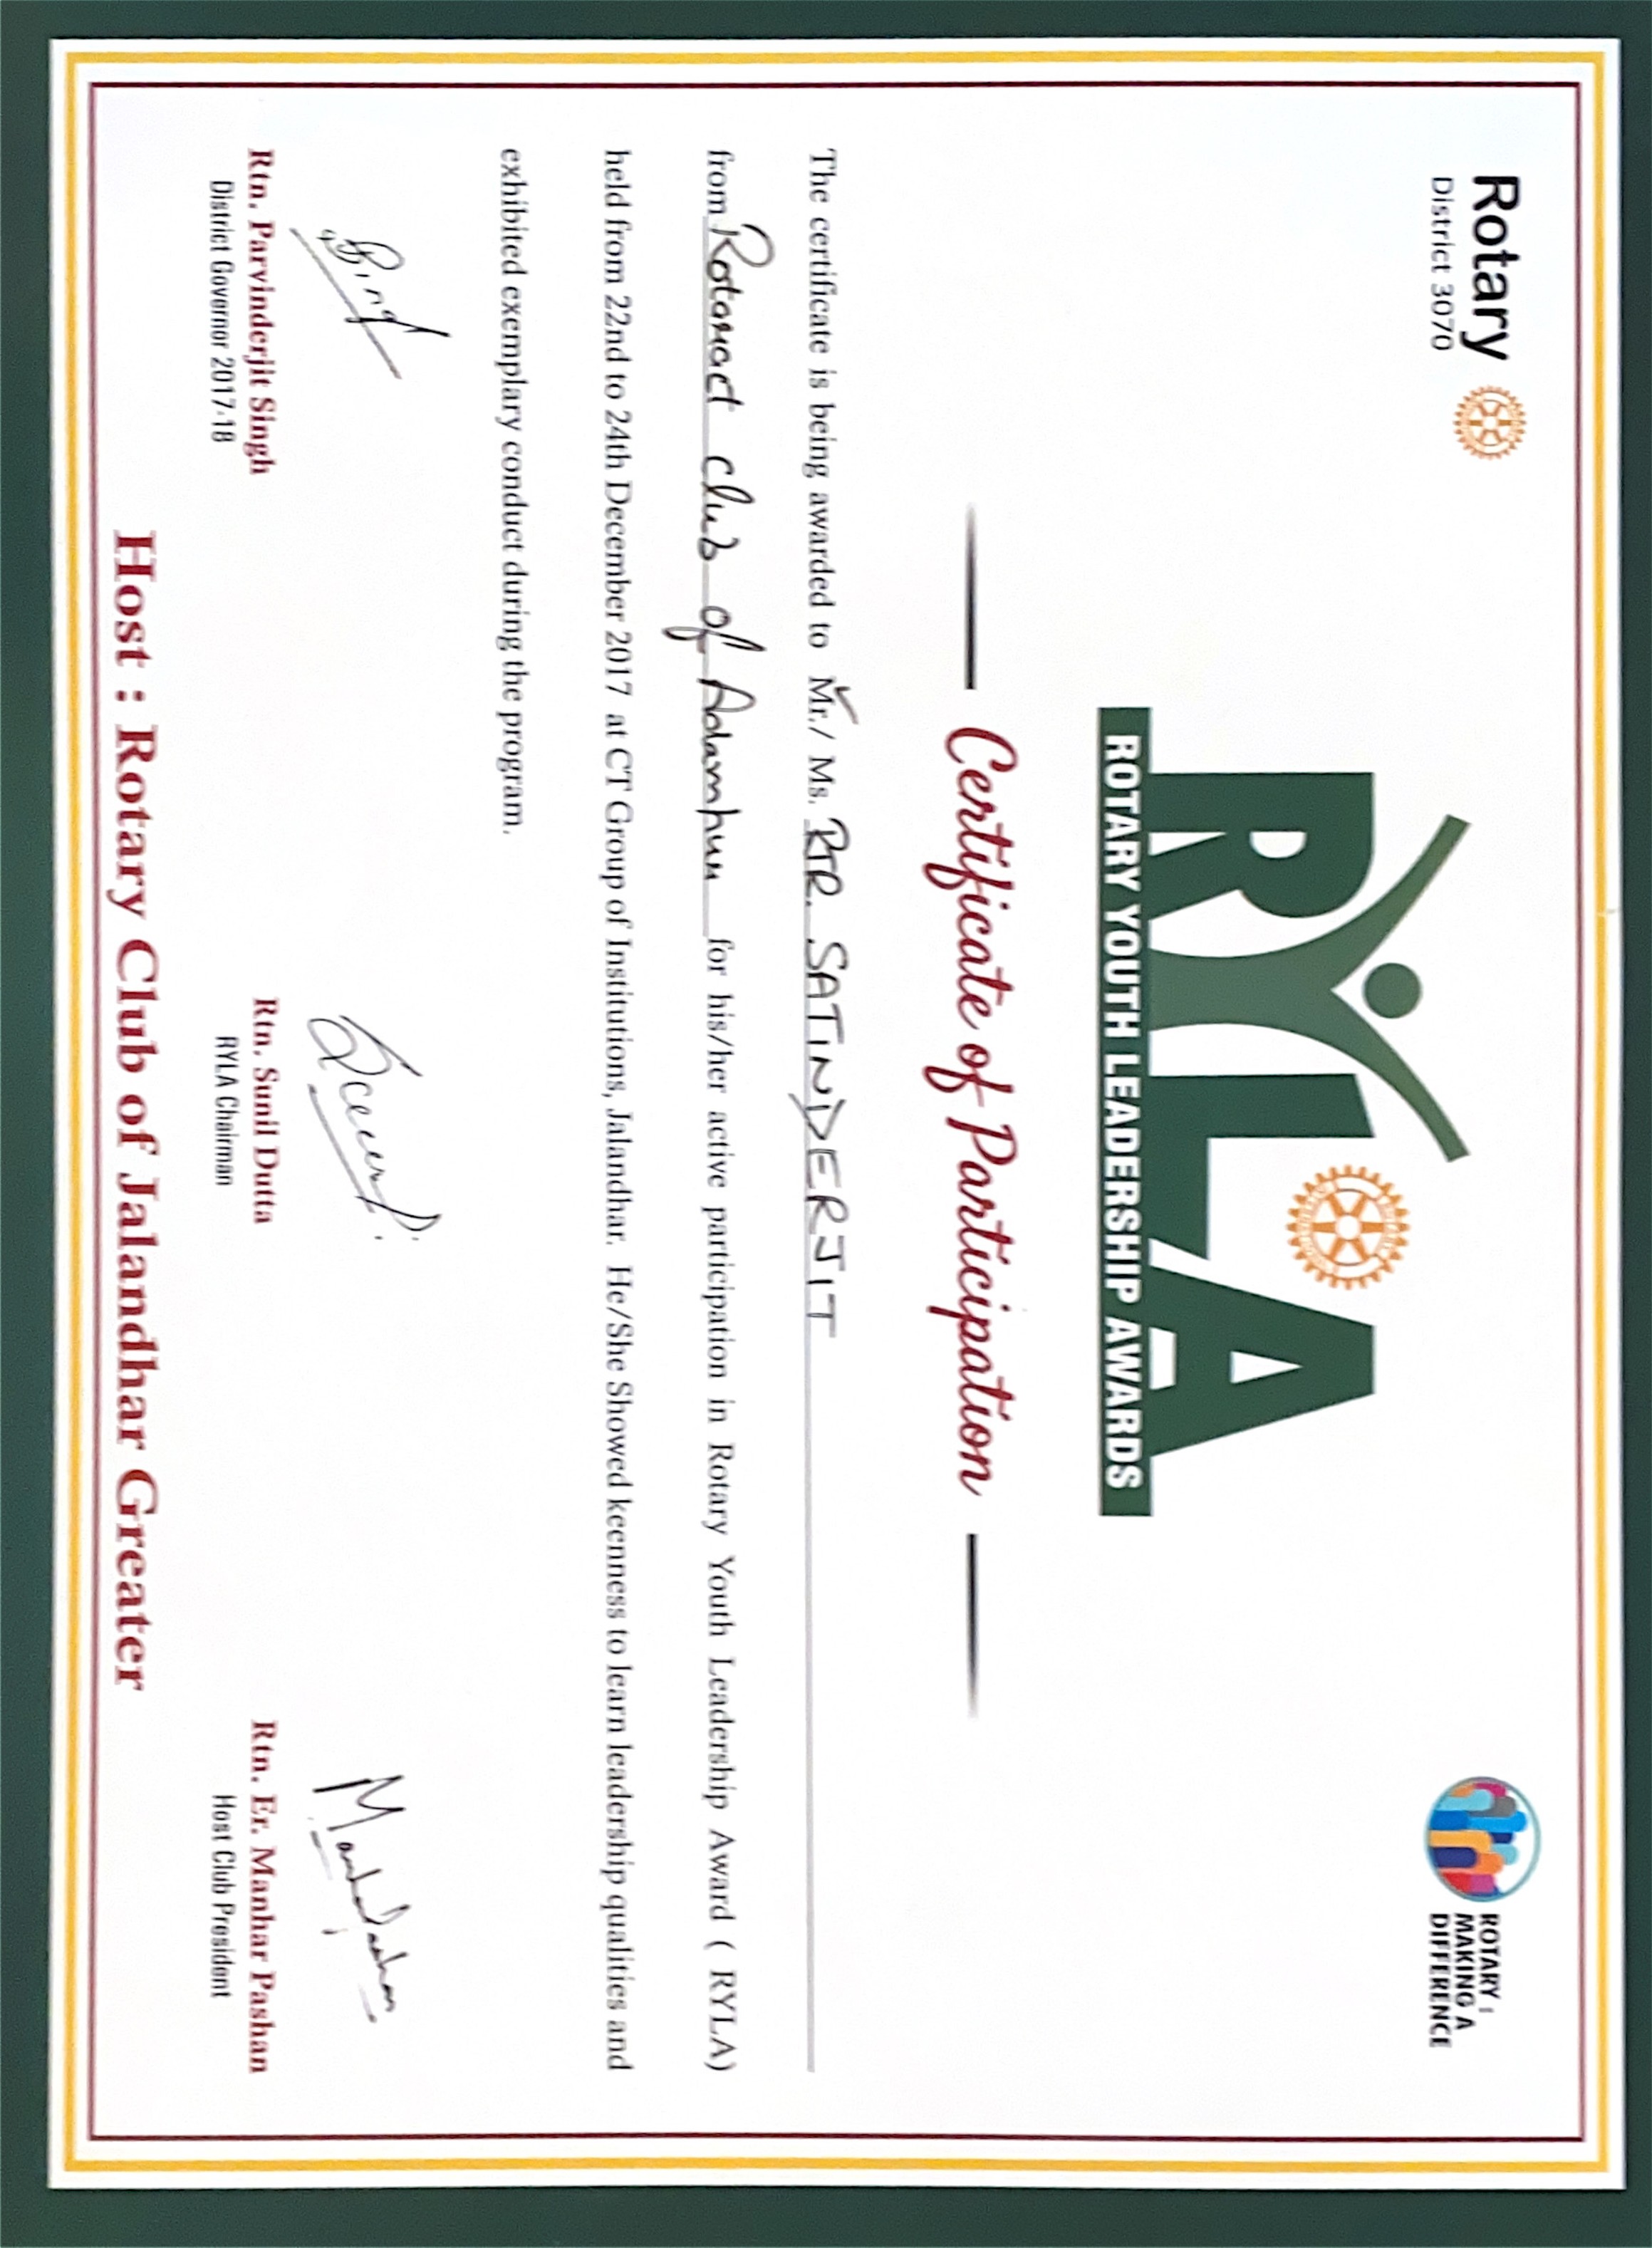 Rotary
District 3070
ROTARY :
MAKING A
DIFFERENCE
RYLA
ROTARY YOUTH LEADERSHIP AWARDS
Certificate of Participation
The certificate is being awarded to Mr./ Ms. RTR. SATINDERJIT
from Rotaract Club of Adampur for his/her active participation in Rotary Youth Leadership Award ( RYLA)
held from 22nd to 24th December 2017 at CT Group of Institutions, Jalandhar. He/She Showed keenness to learn leadership qualities and
exhibited exemplary conduct during the program.
Rtn. Parvinderjit Singh
District Governor 2017-18
Rtn. Sunil Dutta
RYLA Chairman
Rtn. Er. Manhar Pashan
Host Club President
Host : Rotary Club of Jalandhar Greater